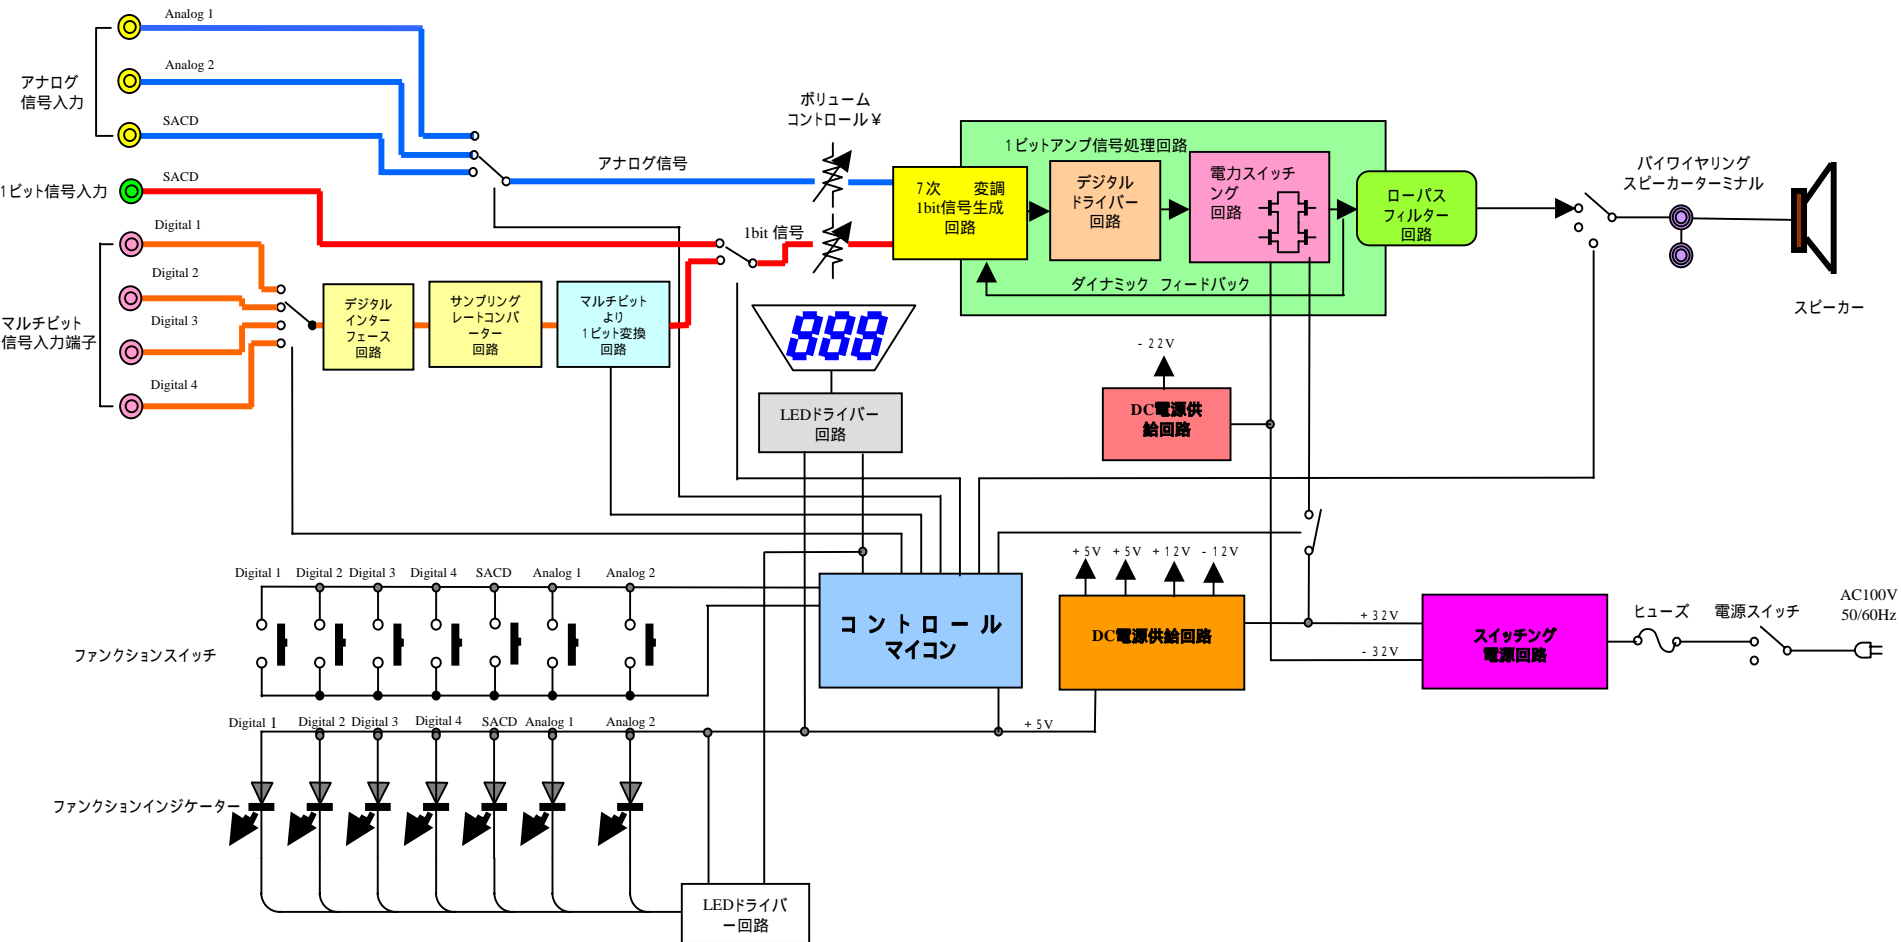 Analog 1
Analog 2
アナログ
信号入力
SACD
SACD
1ビット信号入力
Digital 1
Digital 2
Digital 3
マルチビット
信号入力端子
Digital 4
デジタル
インター
フェース
回路
サンプリング
レートコンバ
ーター
回路
マルチビット
より
1ビット変換
回路
アナログ信号
1bit 信号
ボリューム
コントロール¥
1ビットアンプ信号処理回路
7次 変調
1bit信号生成
回路
デジタル
ドライバー
回路
電力スイッチ
ング
回路
ダイナミック フィードバック
ローパス
フィルター
回路
バイワイヤリング
スピーカーターミナル
スピーカー
888
LEDドライバー
回路
- 22V
DC電源供
給回路
+5V +5V +12V -12V
DC電源供給回路
コントロール
マイコン
+32V
-32V
スイッチング
電源回路
ヒューズ
電源スイッチ
AC100V
50/60Hz
Digital 1 Digital 2 Digital 3 Digital 4 SACD Analog 1 Analog 2
ファンクションスイッチ
+5V
Digital 1 Digital 2 Digital 3 Digital 4 SACD Analog 1 Analog 2
ファンクションインジケーター
LEDドライバ
ー回路